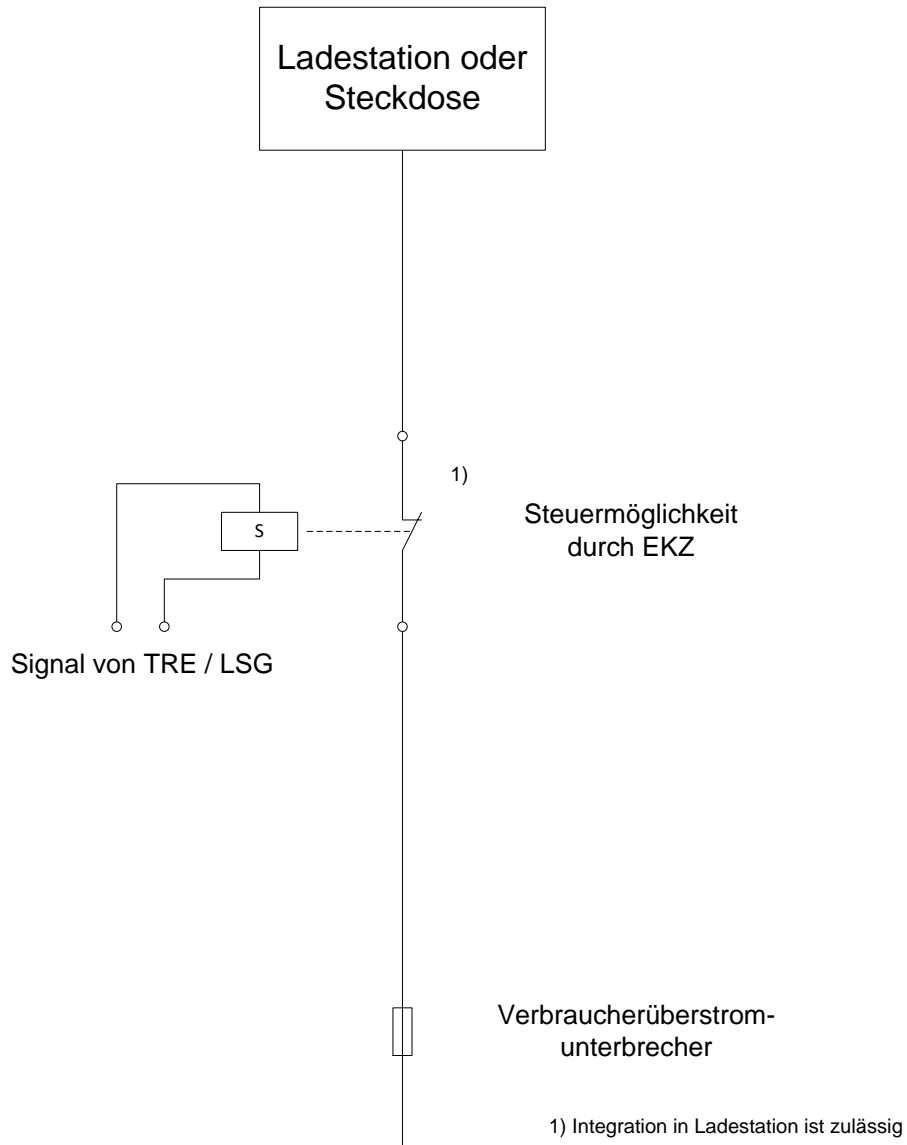 Ladestation oder
Steckdose
1)
Steuermöglichkeit
durch EKZ
S
Signal von TRE / LSG
Verbraucherüberstrom-
unterbrecher
1) Integration in Ladestation ist zulässig